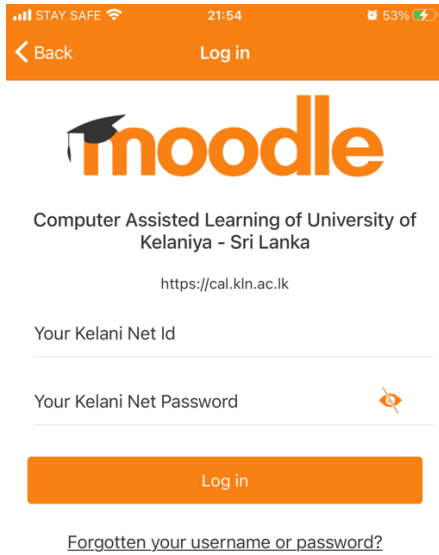 STAY SAFE 21:54 53%
Back Log in
moodle
Computer Assisted Learning of University of
Kelaniya - Sri Lanka
https://cal.kln.ac.lk
Your Kelani Net Id
Your Kelani Net Password
Log in
Forgotten your username or password?